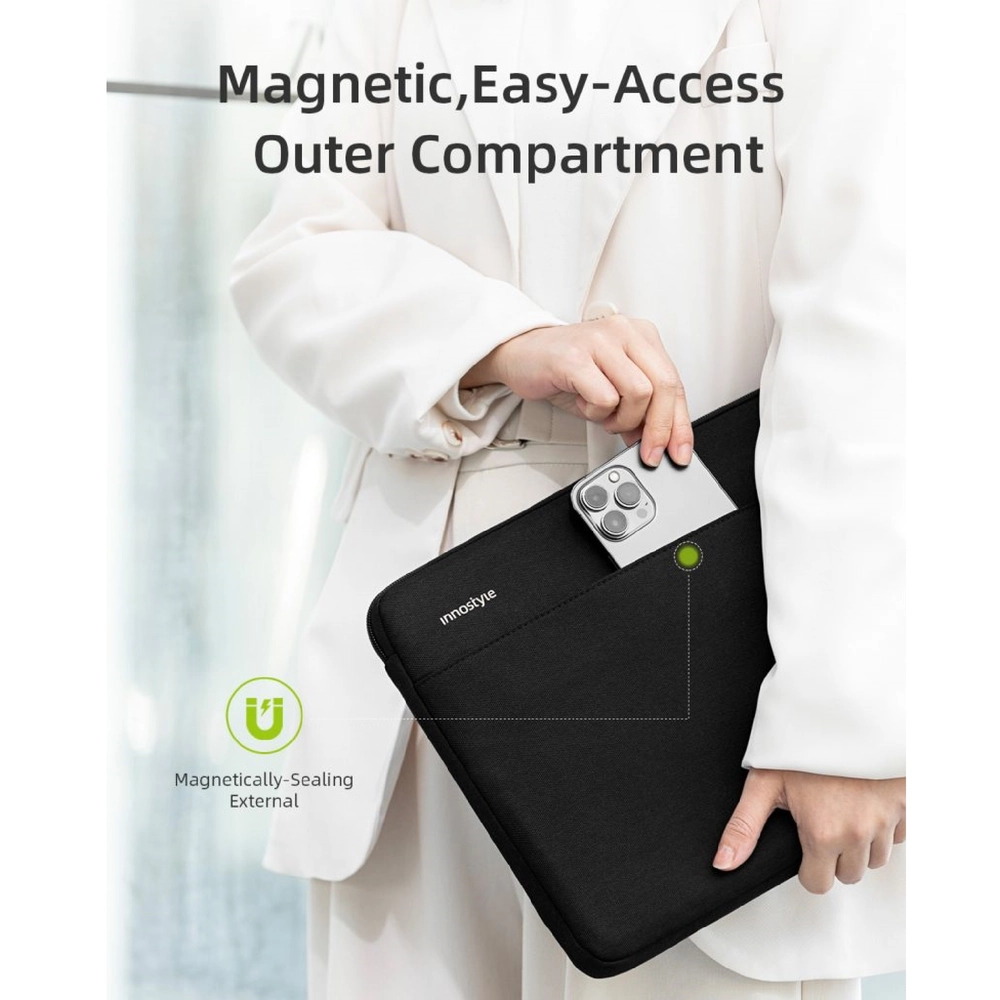 Magnetic,Easy-Access
Outer Compartment
Innostyle
Magnetically-Sealing
External